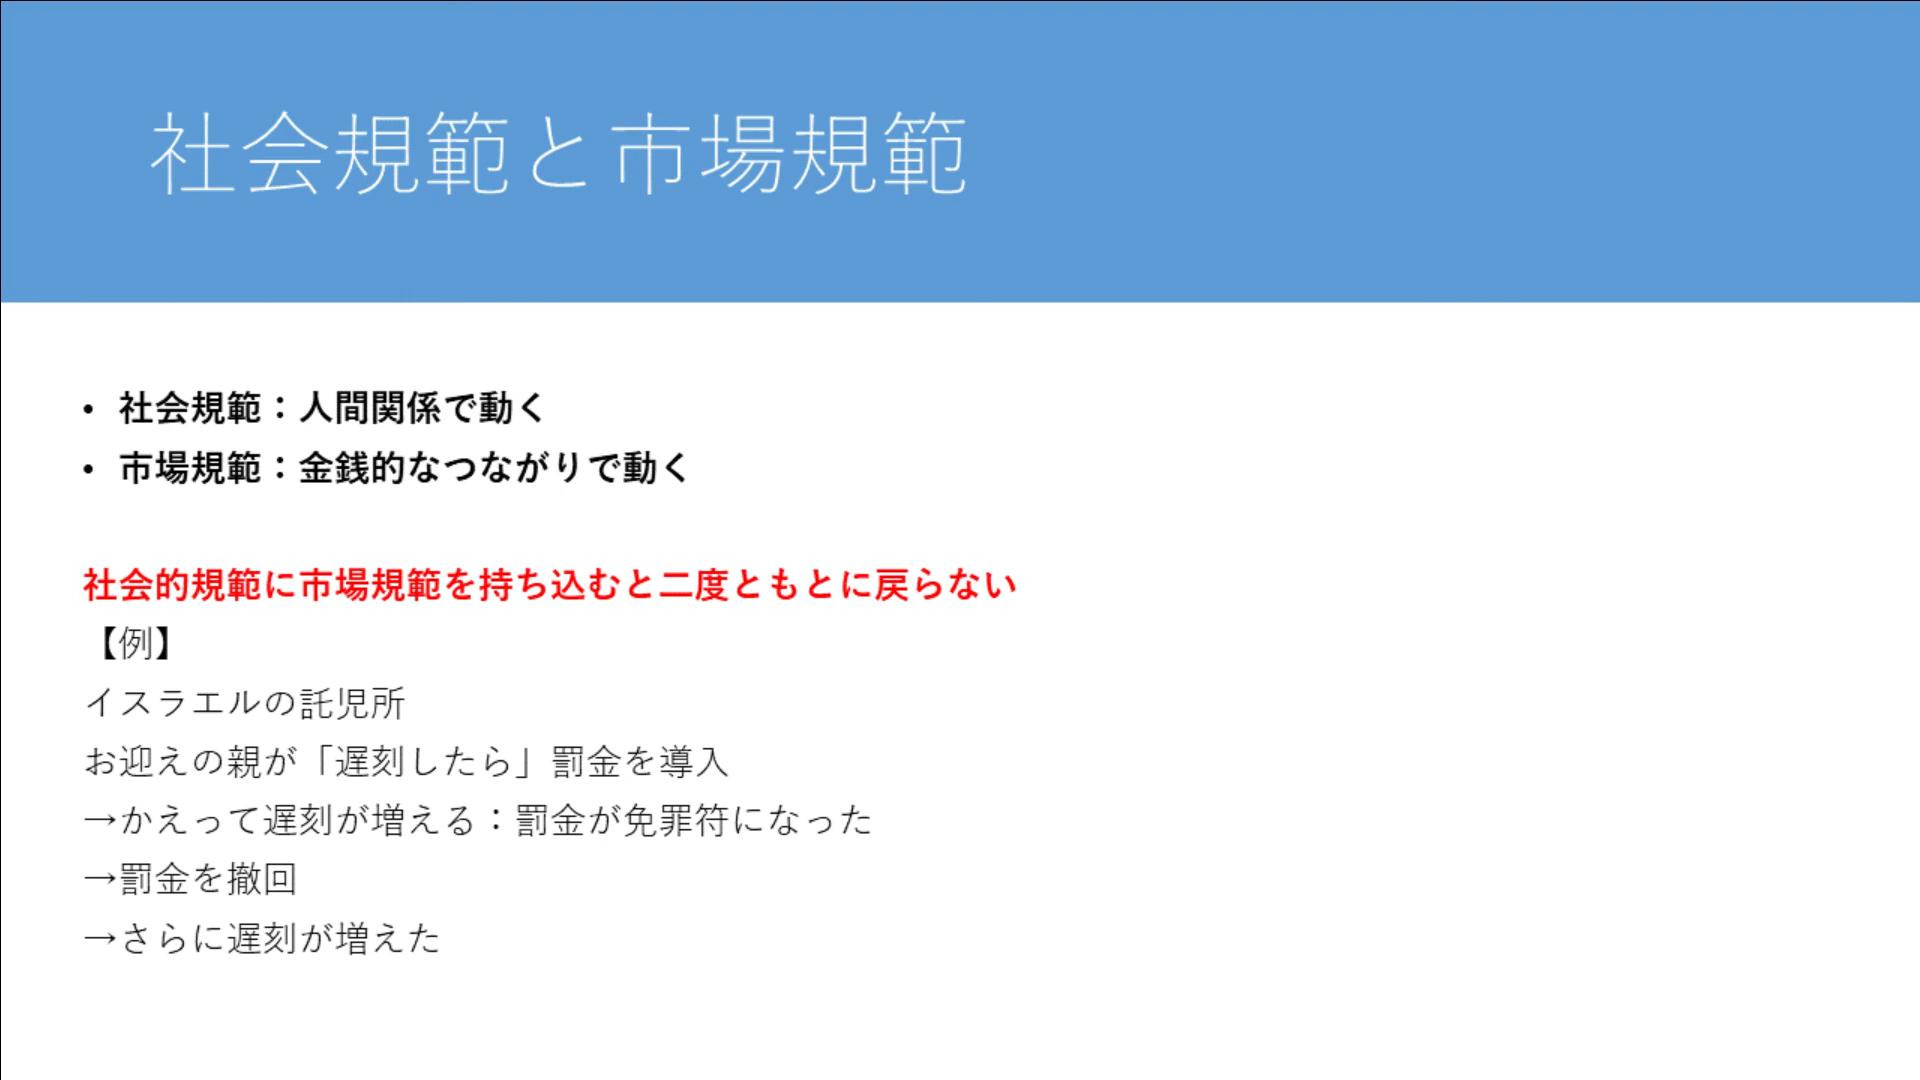 社会規範と市場規範
• 社会規範：人間関係で動く
• 市場規範：金銭的なつながりで動く
社会的規範に市場規範を持ち込むと二度ともとに戻らない
【例】
イスラエルの託児所
お迎えの親が「遅刻したら」罰金を導入
→かえって遅刻が増える：罰金が免罪符になった
→罰金を撤回
→さらに遅刻が増えた